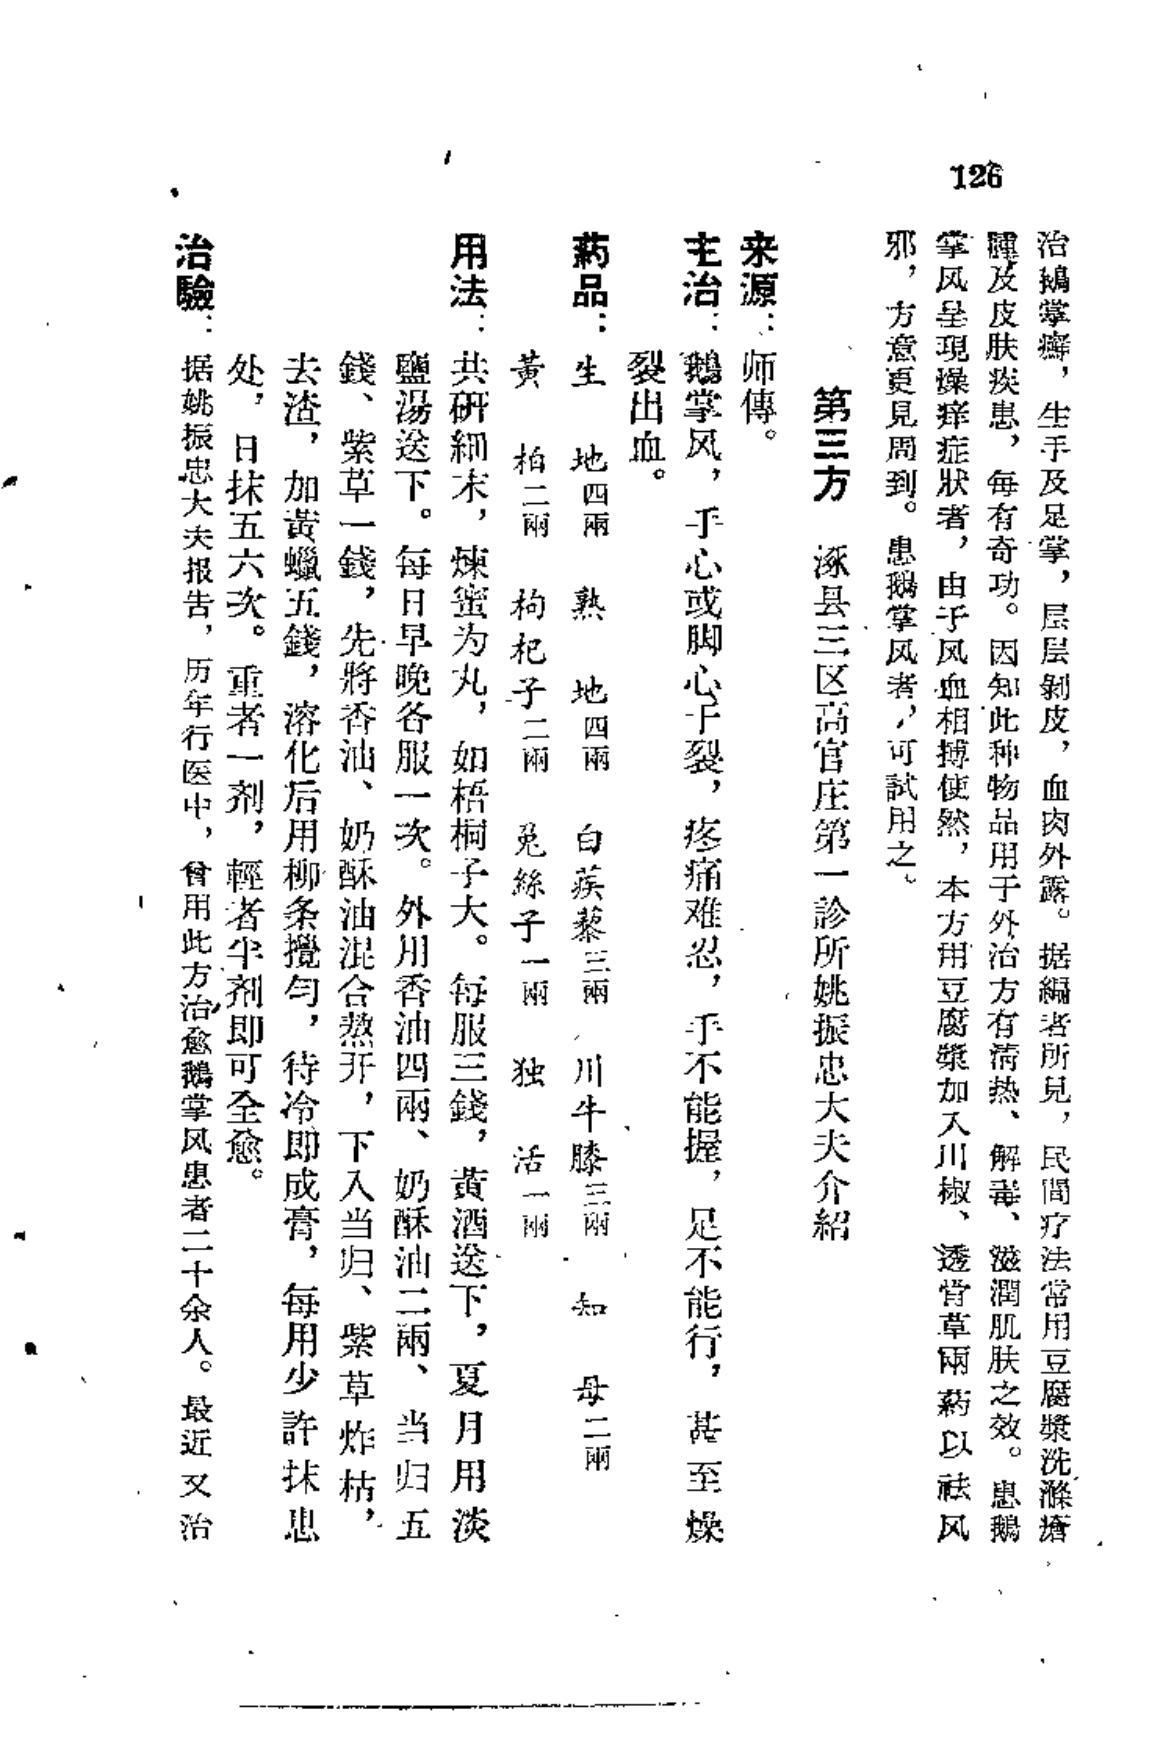 126
治鵝掌癬，生手及足掌，层层剝皮，血肉外露。据編者所見，民間疗法常用豆腐漿洗滌瘡
腫及皮肤疾患，每有奇功。因知此种物品用于外治方有清热、解毒、滋潤肌肤之效。患鵝
掌风呈現燥痒症狀者，由于风血相搏使然，本方用豆腐漿加入川椒、透骨草兩葯以祛风
邪，方意更見周到。患鵝掌风者，可試用之。
第三方　涿县三区高官庄第一診所姚振忠大夫介紹
来源：师傳。
主治：鵝掌风，手心或脚心干裂，疼痛难忍，手不能握，足不能行，甚至燥
裂出血。
葯品：生　地四兩　熟　地四兩　白蒺藜三兩　川牛膝三兩　知　母二兩
黃　柏二兩　枸杞子二兩　兎絲子一兩　独　活一兩
用法：共研細末，煉蜜为丸，如梧桐子大。每服三錢，黃酒送下，夏月用淡
鹽湯送下。每日早晚各服一次。外用香油四兩、奶酥油二兩、当归五
錢、紫草一錢，先將香油、奶酥油混合熬开，下入当归、紫草炸枯，
去渣，加黃蠟五錢，溶化后用柳条攪匀，待冷即成膏，每用少許抹患
处，日抹五六次。重者一剂，輕者半剂即可全愈。
治驗：据姚振忠大夫报告，历年行医中，曾用此方治愈鵝掌风患者二十余人。最近又治